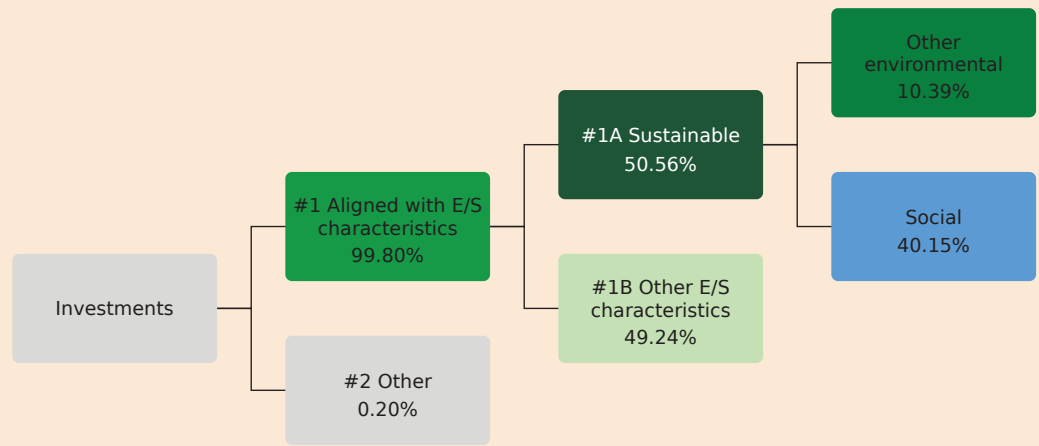 Investments
#1 Aligned with E/S
characteristics
99.80%
#2 Other
0.20%
#1A Sustainable
50.56%
#1B Other E/S
characteristics
49.24%
Other
environmental
10.39%
Social
40.15%